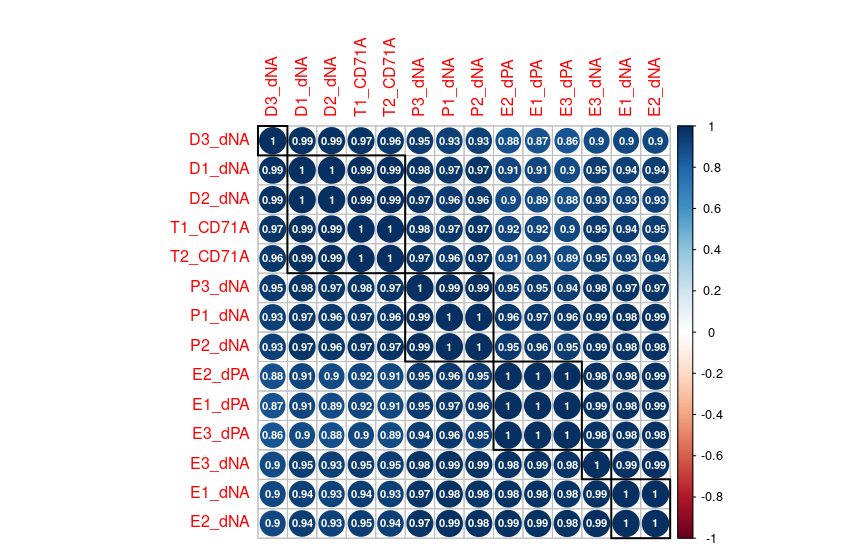 D3_dNA D1_dNA D2_dNA T1_CD71A T2_CD71A P3_dNA P1_dNA P2_dNA E2_dPA E1_dPA E3_dPA E3_dNA E1_dNA E2_dNA
D3_dNA 1 0.99 0.99 0.97 0.96 0.95 0.93 0.93 0.88 0.87 0.86 0.9 0.9 0.9
D1_dNA 0.99 1 1 0.99 0.99 0.98 0.97 0.97 0.91 0.91 0.9 0.95 0.94 0.94
D2_dNA 0.99 1 1 0.99 0.99 0.97 0.96 0.96 0.9 0.89 0.88 0.93 0.93 0.93
T1_CD71A 0.97 0.99 0.99 1 1 0.98 0.97 0.97 0.92 0.92 0.9 0.95 0.94 0.95
T2_CD71A 0.96 0.99 0.99 1 1 0.97 0.96 0.97 0.91 0.91 0.89 0.95 0.93 0.94
P3_dNA 0.95 0.98 0.97 0.98 0.97 1 0.99 0.99 0.95 0.95 0.94 0.98 0.97 0.97
P1_dNA 0.93 0.97 0.96 0.97 0.96 0.99 1 1 0.96 0.97 0.96 0.99 0.98 0.99
P2_dNA 0.93 0.97 0.96 0.97 0.97 0.99 1 1 0.95 0.96 0.95 0.99 0.98 0.98
E2_dPA 0.88 0.91 0.9 0.92 0.91 0.95 0.96 0.95 1 1 1 0.98 0.98 0.99
E1_dPA 0.87 0.91 0.89 0.92 0.91 0.95 0.97 0.96 1 1 1 0.99 0.98 0.99
E3_dPA 0.86 0.9 0.88 0.9 0.89 0.94 0.96 0.95 1 1 1 0.98 0.98 0.98
E3_dNA 0.9 0.95 0.93 0.95 0.95 0.98 0.99 0.99 0.98 0.99 0.98 1 0.99 0.99
E1_dNA 0.9 0.94 0.93 0.94 0.93 0.97 0.98 0.98 0.98 0.98 0.98 0.99 1 1
E2_dNA 0.9 0.94 0.93 0.95 0.94 0.97 0.99 0.98 0.99 0.99 0.98 0.99 1 1
1
0.8
0.6
0.4
0.2
0
-0.2
-0.4
-0.6
-0.8
-1